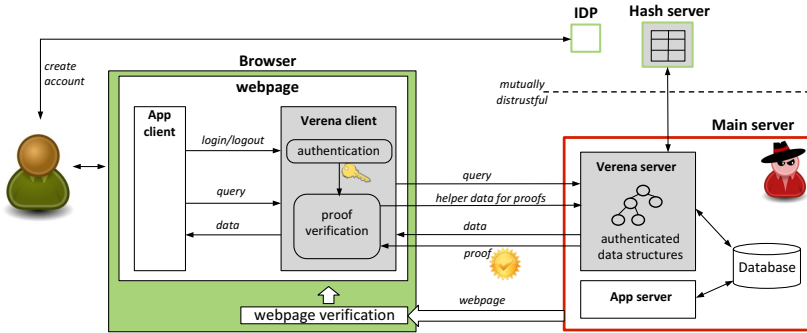 IDP
Hash server
create
account
Browser
webpage
mutually
distrustful
Main server
App
client
Verena client
Verena server
login/logout
authentication
query
query
helper data for proofs
proof
verification
data
data
proof
authenticated
data structures
Database
App server
webpage
webpage verification